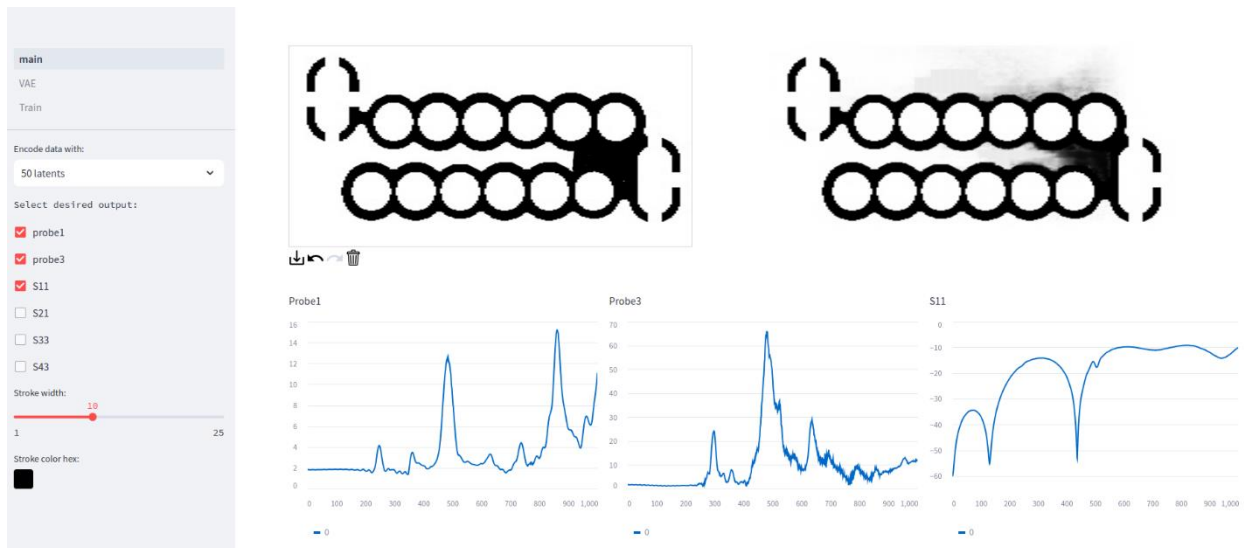 main
VAE
Train
Encode data with:
50 latents
Select desired output:
probe1
probe3
S11
S21
S33
S43
Stroke width:
10
1 25
Stroke color hex:
Probe1
16
14
12
10
8
6
4
2
0
0 100 200 300 400 500 600 700 800 900 1,000
0
Probe3
70
60
50
40
30
20
10
0
0 100 200 300 400 500 600 700 800 900 1,000
0
S11
0
−10
−20
−30
−40
−50
−60
0 100 200 300 400 500 600 700 800 900 1,000
0